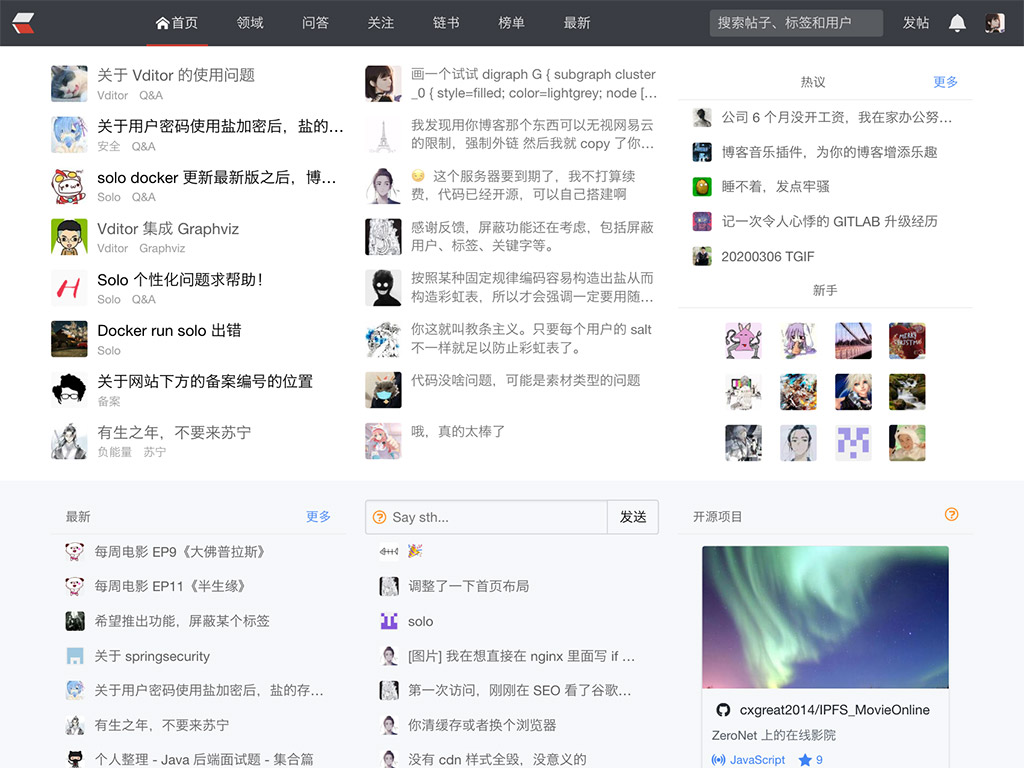 首页 领域 问答 关注 链书 榜单 最新 搜索帖子、标签和用户 发帖
关于 Vditor 的使用问题
Vditor Q&A
关于用户密码使用盐加密后，盐的…
安全 Q&A
solo docker 更新最新版之后，博…
Solo Q&A
Vditor 集成 Graphviz
Vditor Graphviz
Solo 个性化问题求帮助！
Solo Q&A
Docker run solo 出错
Solo
关于网站下方的备案编号的位置
备案
有生之年，不要来苏宁
负能量 苏宁
画一个试试 digraph G { subgraph cluster
_0 { style=filled; color=lightgrey; node […
我发现用你博客那个东西可以无视网易云
的限制，强制外链 然后我就 copy 了你…
😏 这个服务器要到期了，我不打算续
费，代码已经开源，可以自己搭建啊
感谢反馈，屏蔽功能还在考虑，包括屏蔽
用户、标签、关键字等。
按照某种固定规律编码容易构造出盐从而
构造彩虹表，所以才会强调一定要用随…
你这就叫教条主义。只要每个用户的 salt
不一样就足以防止彩虹表了。
代码没啥问题，可能是素材类型的问题
哦，真的太棒了
热议 更多
公司 6 个月没开工资，我在家办公努…
博客音乐插件，为你的博客增添乐趣
睡不着，发点牢骚
记一次令人心悸的 GITLAB 升级经历
20200306 TGIF
新手
MERRY CHRISTMAS
最新 更多
每周电影 EP9《大佛普拉斯》
每周电影 EP11《半生缘》
希望推出功能，屏蔽某个标签
关于 springsecurity
关于用户密码使用盐加密后，盐的存…
有生之年，不要来苏宁
个人整理 - Java 后端面试题 - 集合篇
Say sth... 发送
🎉
调整了一下首页布局
solo
[图片] 我在想直接在 nginx 里面写 if …
第一次访问，刚刚在 SEO 看了谷歌…
你清缓存或者换个浏览器
没有 cdn 样式全毁，没意义的
开源项目
cxgreat2014/IPFS_MovieOnline
ZeroNet 上的在线影院
JavaScript 9